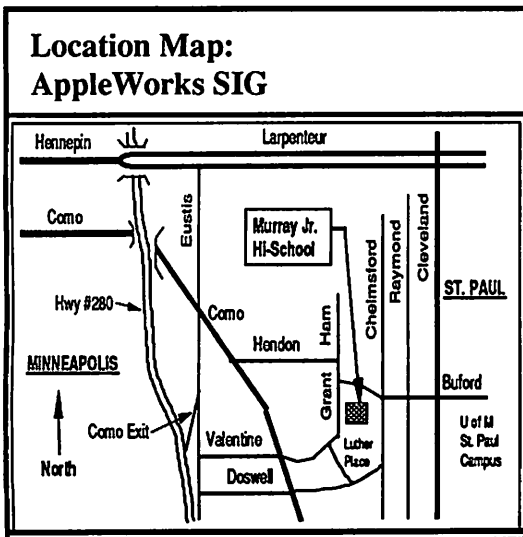 Location Map:
AppleWorks SIG
Hennepin
Larpenteur
Como
Eustis
Murray Jr.
Hi-School
Chelmsford
Raymond
Cleveland
ST. PAUL
Hwy #280
Como
Ham
Hendon
MINNEAPOLIS
Grant
Buford
Como Exit
Valentine
Luther
Place
U of M
St. Paul
Campus
North
Doswell